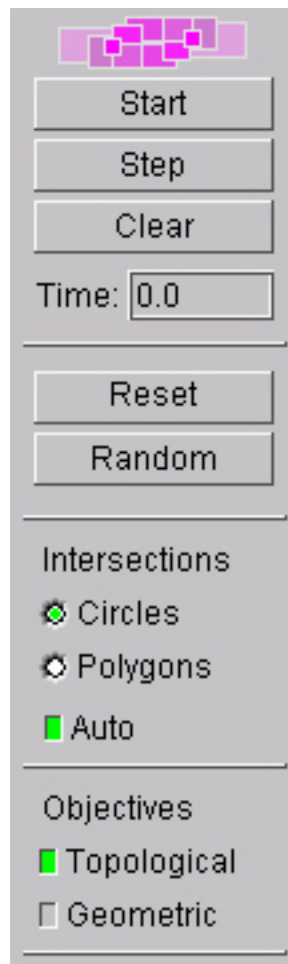 Start
Step
Clear
Time: 0.0
Reset
Random
Intersections
Circles
Polygons
Auto
Objectives
Topological
Geometric